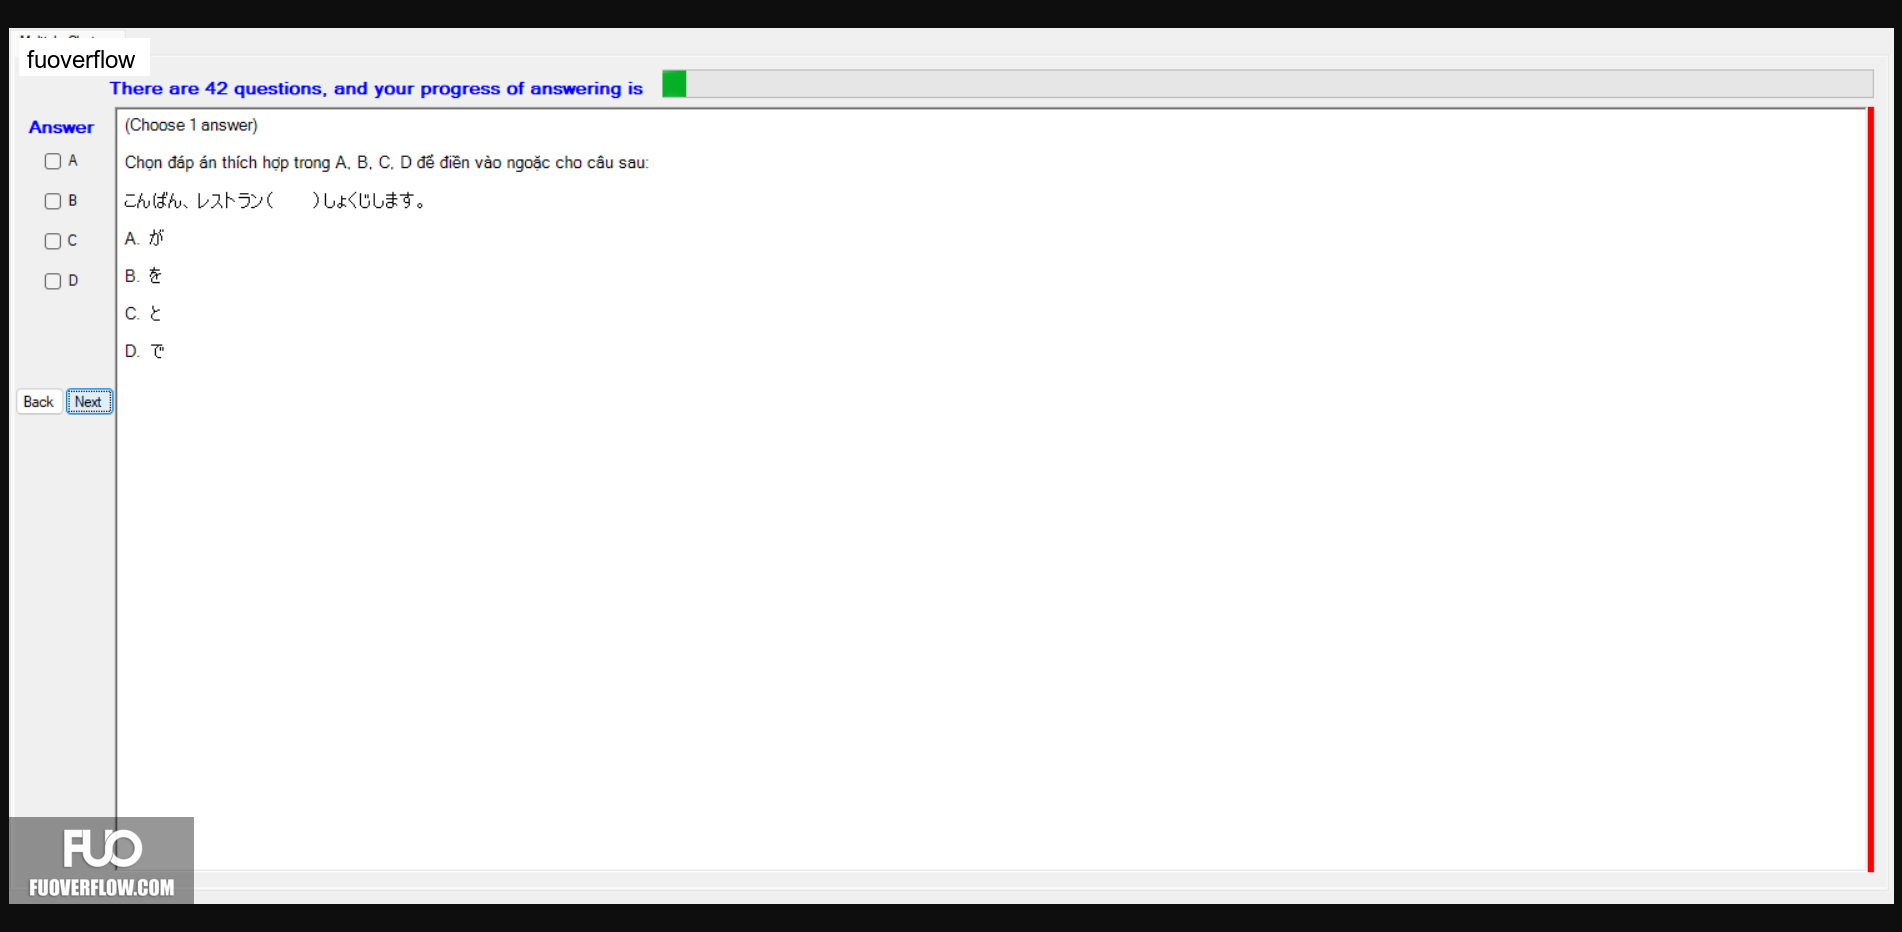 fuoverflow
There are 42 questions, and your progress of answering is
Answer
(Choose 1 answer)
A
Chọn đáp án thích hợp trong A, B, C, D để điền vào ngoặc cho câu sau:
B
こんばん、レストラン(　　)しょくじします。
C
A. が
D
B. を
C. と
D. で
Back
Next
FUO
FUOVERFLOW.COM